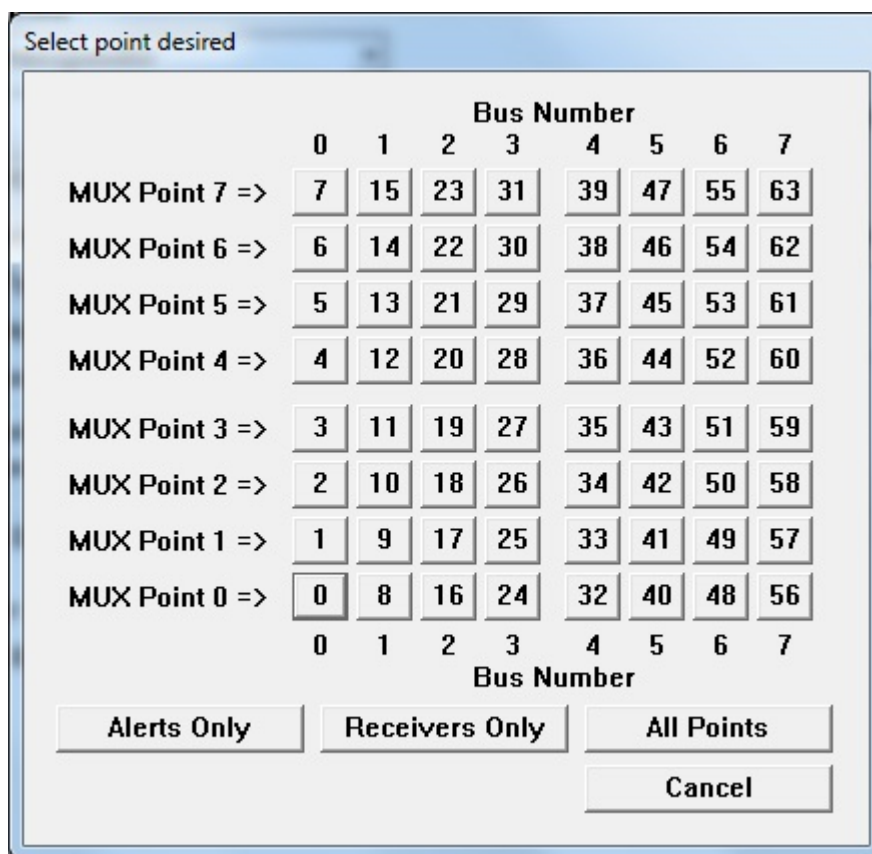 Select point desired
Bus Number
0 1 2 3 4 5 6 7
MUX Point 7 => 7 15 23 31 39 47 55 63
MUX Point 6 => 6 14 22 30 38 46 54 62
MUX Point 5 => 5 13 21 29 37 45 53 61
MUX Point 4 => 4 12 20 28 36 44 52 60
MUX Point 3 => 3 11 19 27 35 43 51 59
MUX Point 2 => 2 10 18 26 34 42 50 58
MUX Point 1 => 1 9 17 25 33 41 49 57
MUX Point 0 => 0 8 16 24 32 40 48 56
0 1 2 3 4 5 6 7
Bus Number
Alerts Only Receivers Only All Points
Cancel